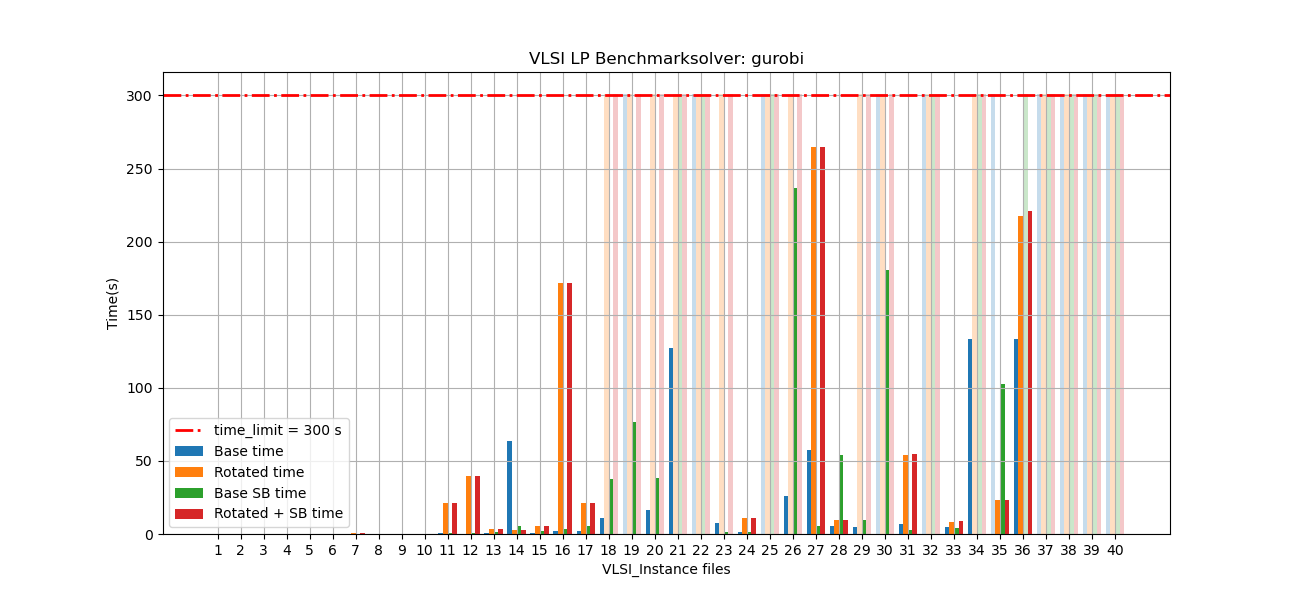 VLSI LP Benchmarksolver: gurobi
300
250
200
150
100
50
0
Time(s)
time_limit = 300 s
Base time
Rotated time
Base SB time
Rotated + SB time
1 2 3 4 5 6 7 8 9 10 11 12 13 14 15 16 17 18 19 20 21 22 23 24 25 26 27 28 29 30 31 32 33 34 35 36 37 38 39 40
VLSI_Instance files